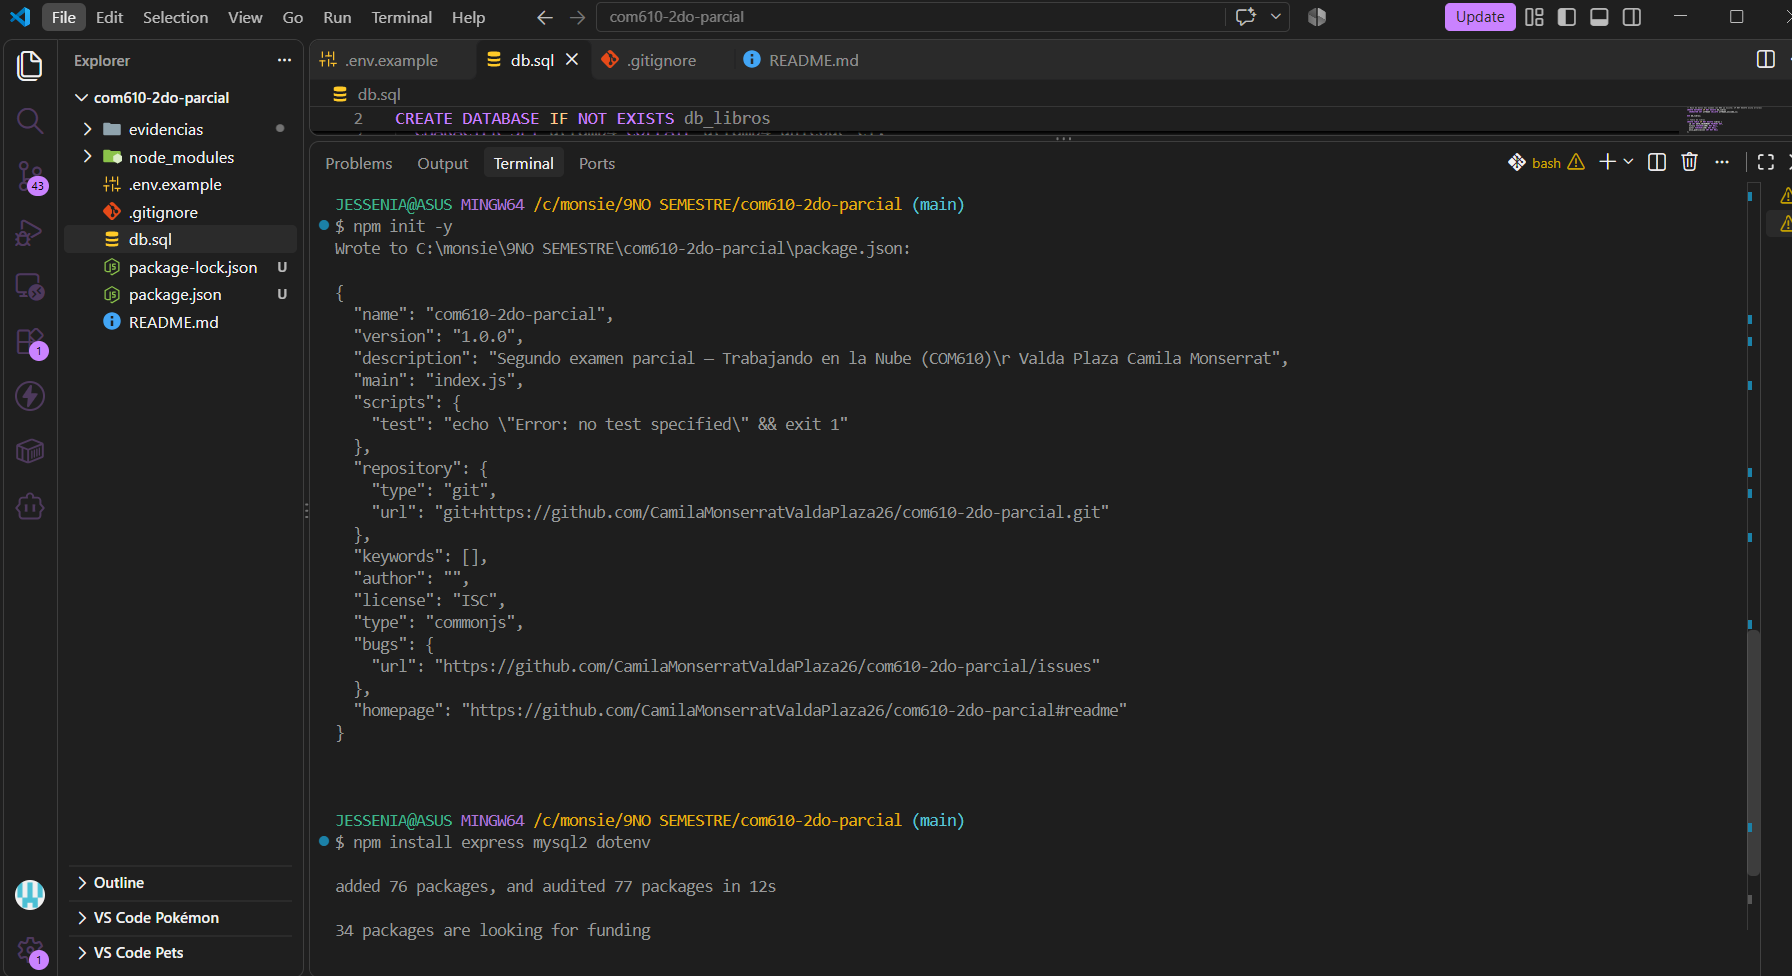 File Edit Selection View Go Run Terminal Help
com610-2do-parcial
Update
Explorer
com610-2do-parcial
evidencias
node_modules
.env.example
.gitignore
db.sql
package-lock.json U
package.json U
README.md
43
1
1
Outline
VS Code Pokémon
VS Code Pets
.env.example db.sql .gitignore README.md
db.sql
2 CREATE DATABASE IF NOT EXISTS db_libros
Problems Output Terminal Ports
bash
JESSENIA@ASUS MINGW64 /c/monsie/9NO SEMESTRE/com610-2do-parcial (main)
$ npm init -y
Wrote to C:\monsie\9NO SEMESTRE\com610-2do-parcial\package.json:
{
"name": "com610-2do-parcial",
"version": "1.0.0",
"description": "Segundo examen parcial — Trabajando en la Nube (COM610)\r Valda Plaza Camila Monserrat",
"main": "index.js",
"scripts": {
"test": "echo \"Error: no test specified\" && exit 1"
},
"repository": {
"type": "git",
"url": "git+https://github.com/CamilaMonserratValdaPlaza26/com610-2do-parcial.git"
},
"keywords": [],
"author": "",
"license": "ISC",
"type": "commonjs",
"bugs": {
"url": "https://github.com/CamilaMonserratValdaPlaza26/com610-2do-parcial/issues"
},
"homepage": "https://github.com/CamilaMonserratValdaPlaza26/com610-2do-parcial#readme"
}
JESSENIA@ASUS MINGW64 /c/monsie/9NO SEMESTRE/com610-2do-parcial (main)
$ npm install express mysql2 dotenv
added 76 packages, and audited 77 packages in 12s
34 packages are looking for funding